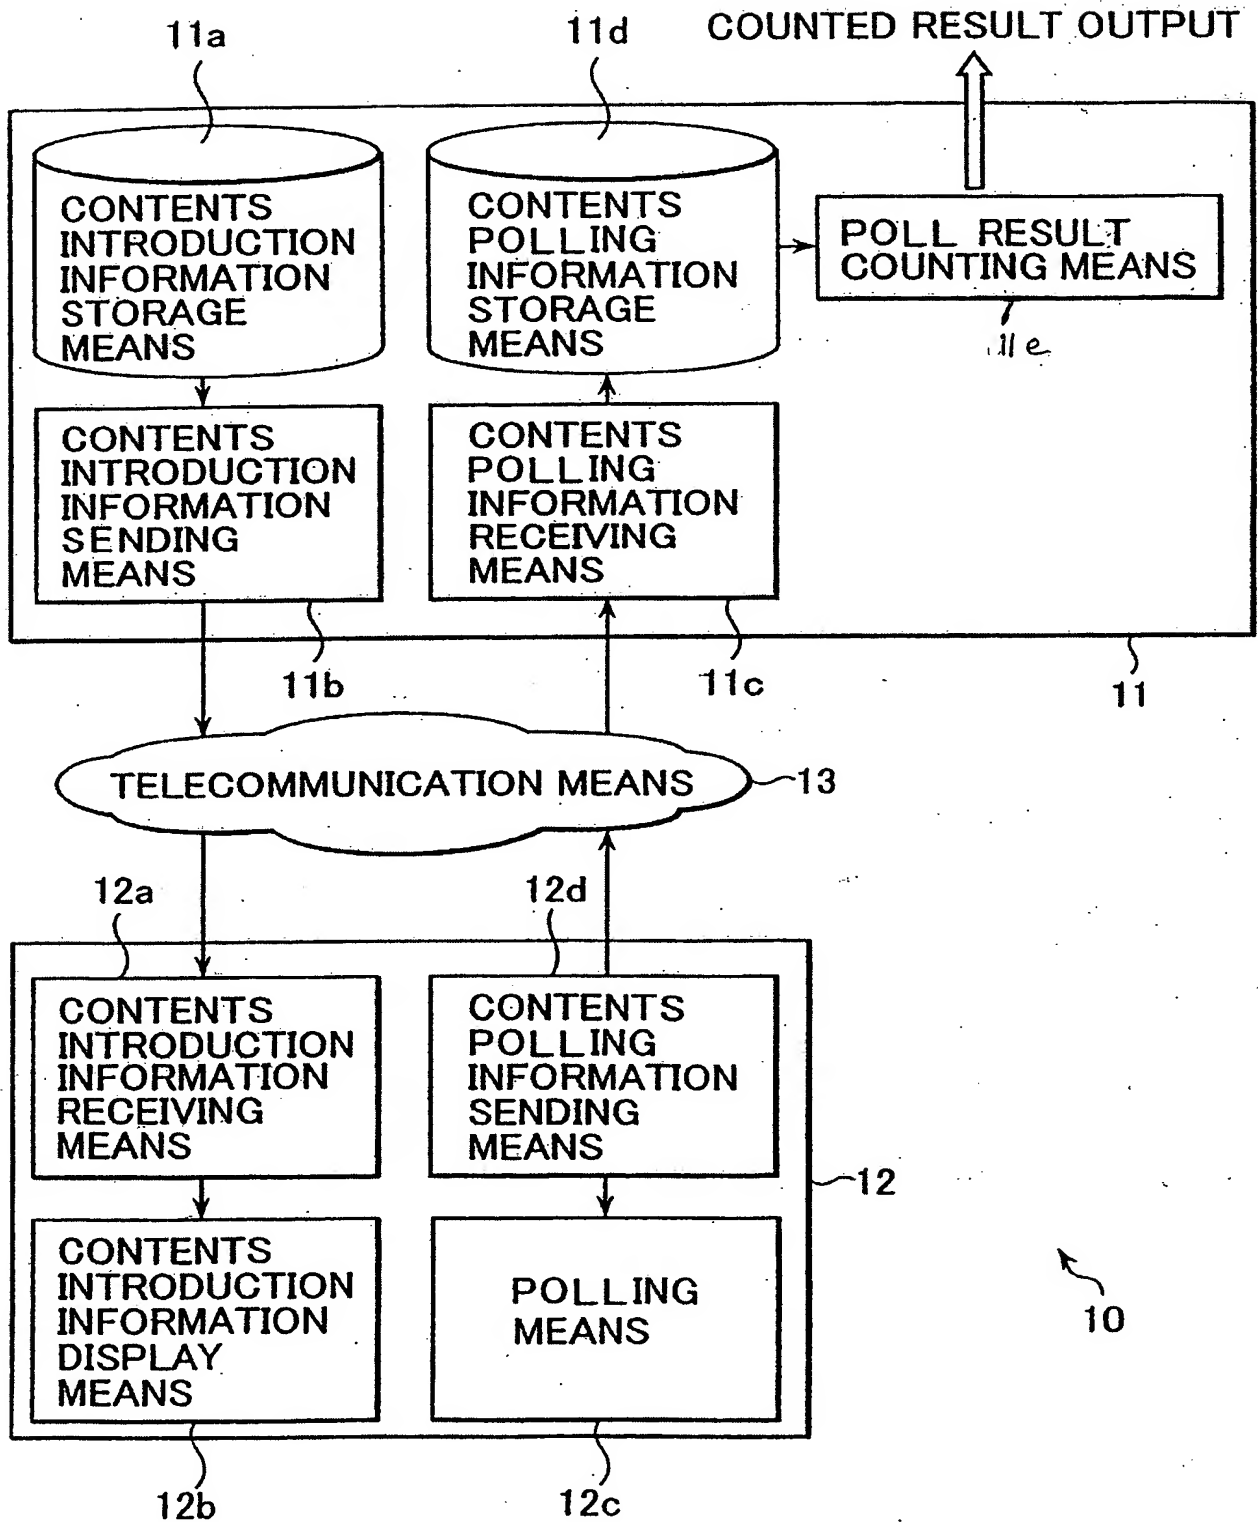 11a
11d
COUNTED RESULT OUTPUT
CONTENTS
INTRODUCTION
INFORMATION
STORAGE
MEANS
CONTENTS
POLLING
INFORMATION
STORAGE
MEANS
POLL RESULT
COUNTING MEANS
11e
CONTENTS
INTRODUCTION
INFORMATION
SENDING
MEANS
CONTENTS
POLLING
INFORMATION
RECEIVING
MEANS
11b
11c
11
TELECOMMUNICATION MEANS
13
12a
12d
CONTENTS
INTRODUCTION
INFORMATION
RECEIVING
MEANS
CONTENTS
POLLING
INFORMATION
SENDING
MEANS
12
CONTENTS
INTRODUCTION
INFORMATION
DISPLAY
MEANS
POLLING
MEANS
10
12b
12c